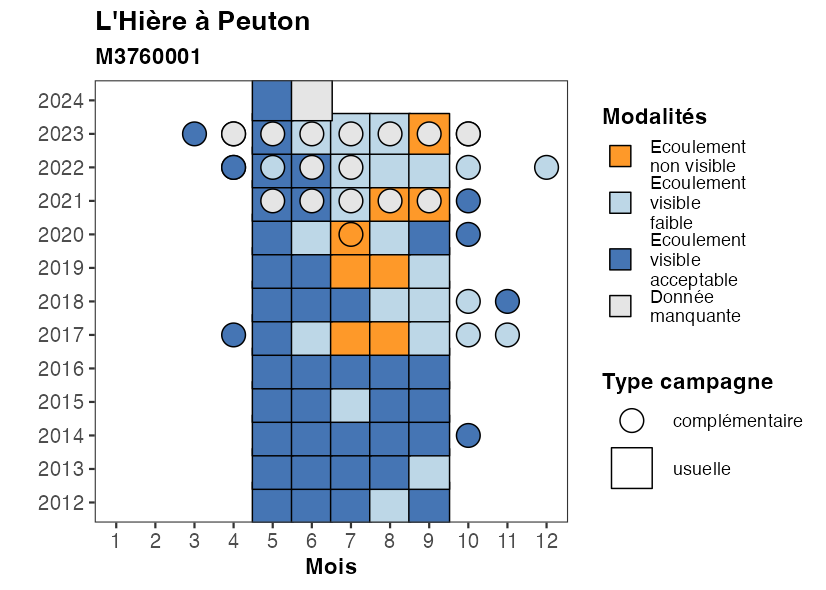 L'Hière à Peuton
M3760001
2024
2023
2022
2021
2020
2019
2018
2017
2016
2015
2014
2013
2012
1 2 3 4 5 6 7 8 9 10 11 12
Mois
Modalités
Ecoulement
non visible
Ecoulement
visible
faible
Ecoulement
visible
acceptable
Donnée
manquante
Type campagne
complémentaire
usuelle